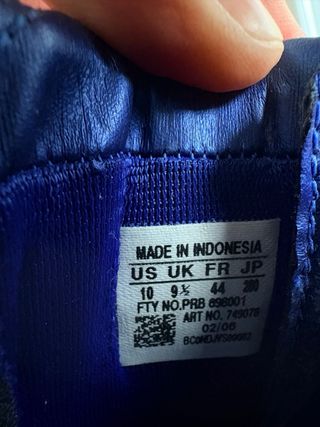 MADE IN INDONESIA
US UK FR JP
10 9½ 44 280
FTY NO.PRB 698001
ART NO. 749078
02/06